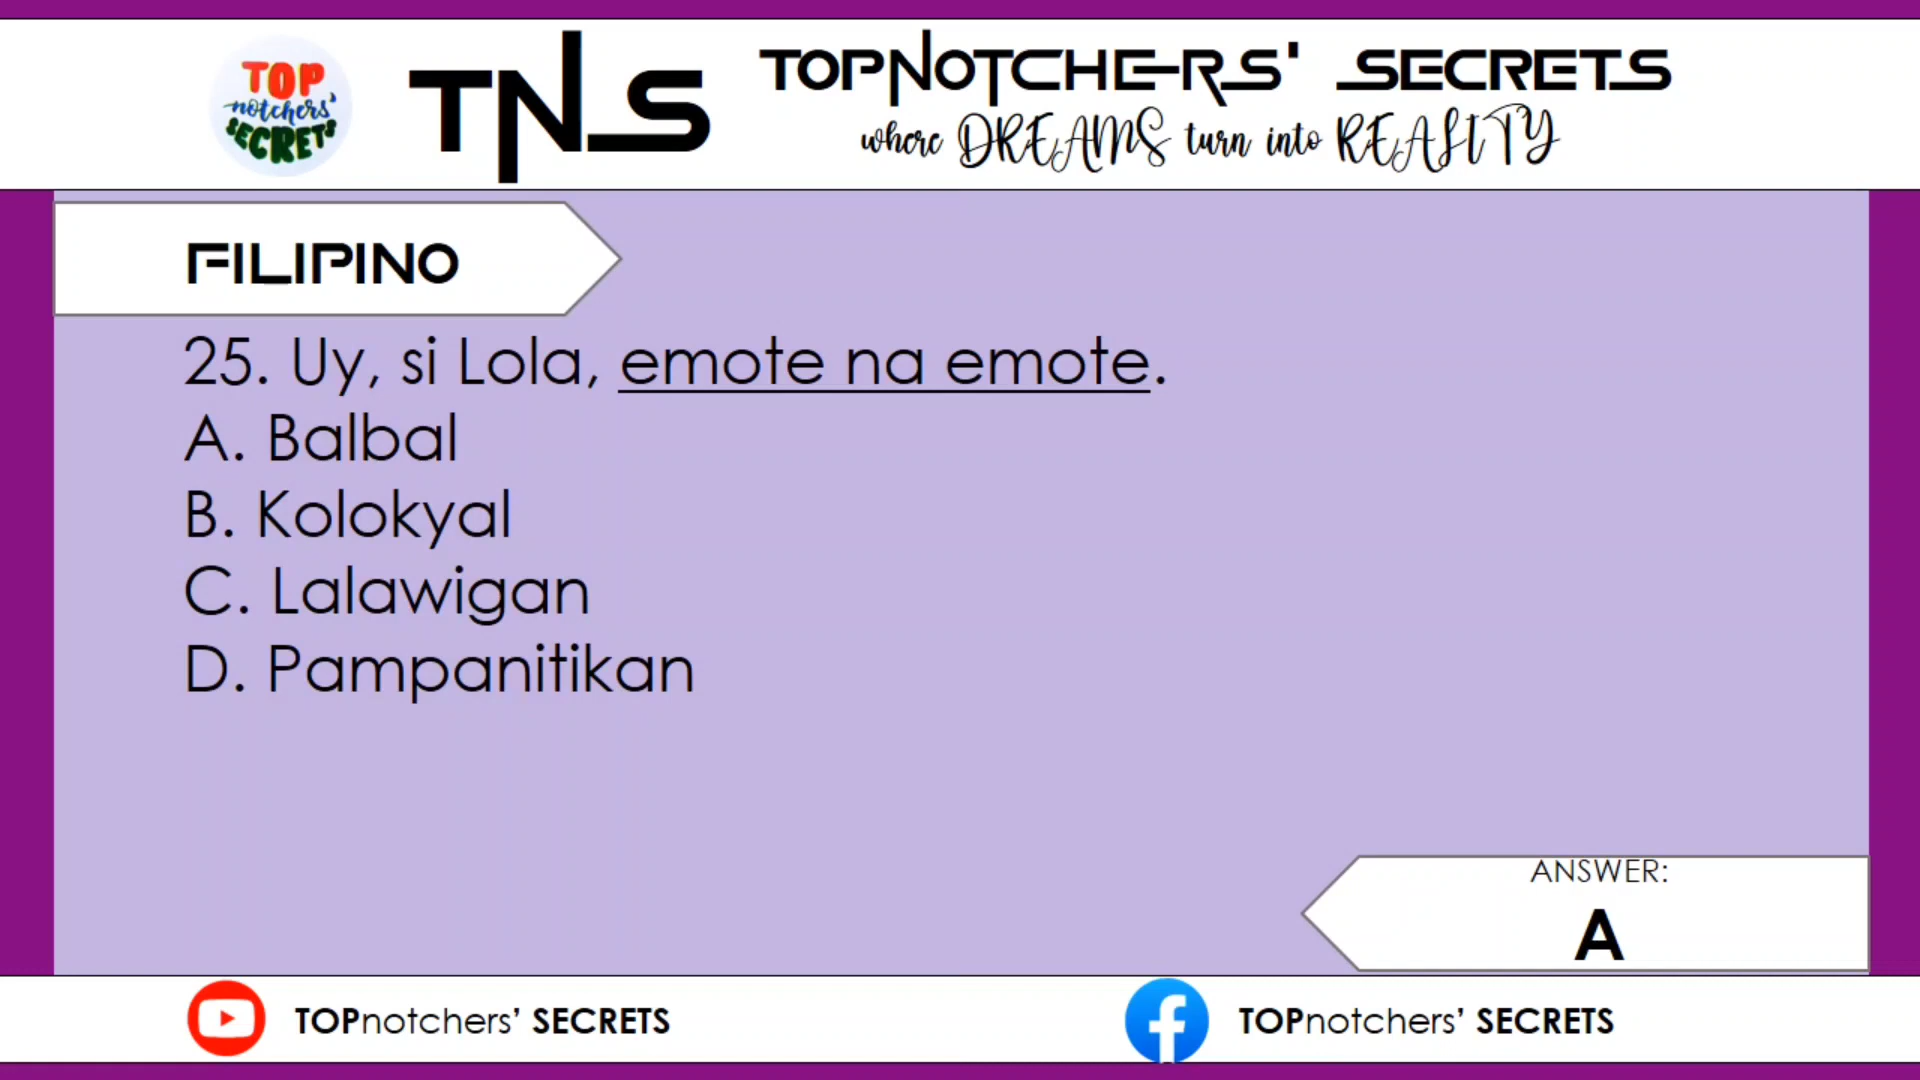 TOP
notchers'
SECRETS
TNS
TOPNOTCHERS' SECRETS
where DREAMS turn into REALITY
FILIPINO
25. Uy, si Lola, emote na emote.
A. Balbal
B. Kolokyal
C. Lalawigan
D. Pampanitikan
ANSWER:
A
TOPnotchers’ SECRETS
TOPnotchers’ SECRETS